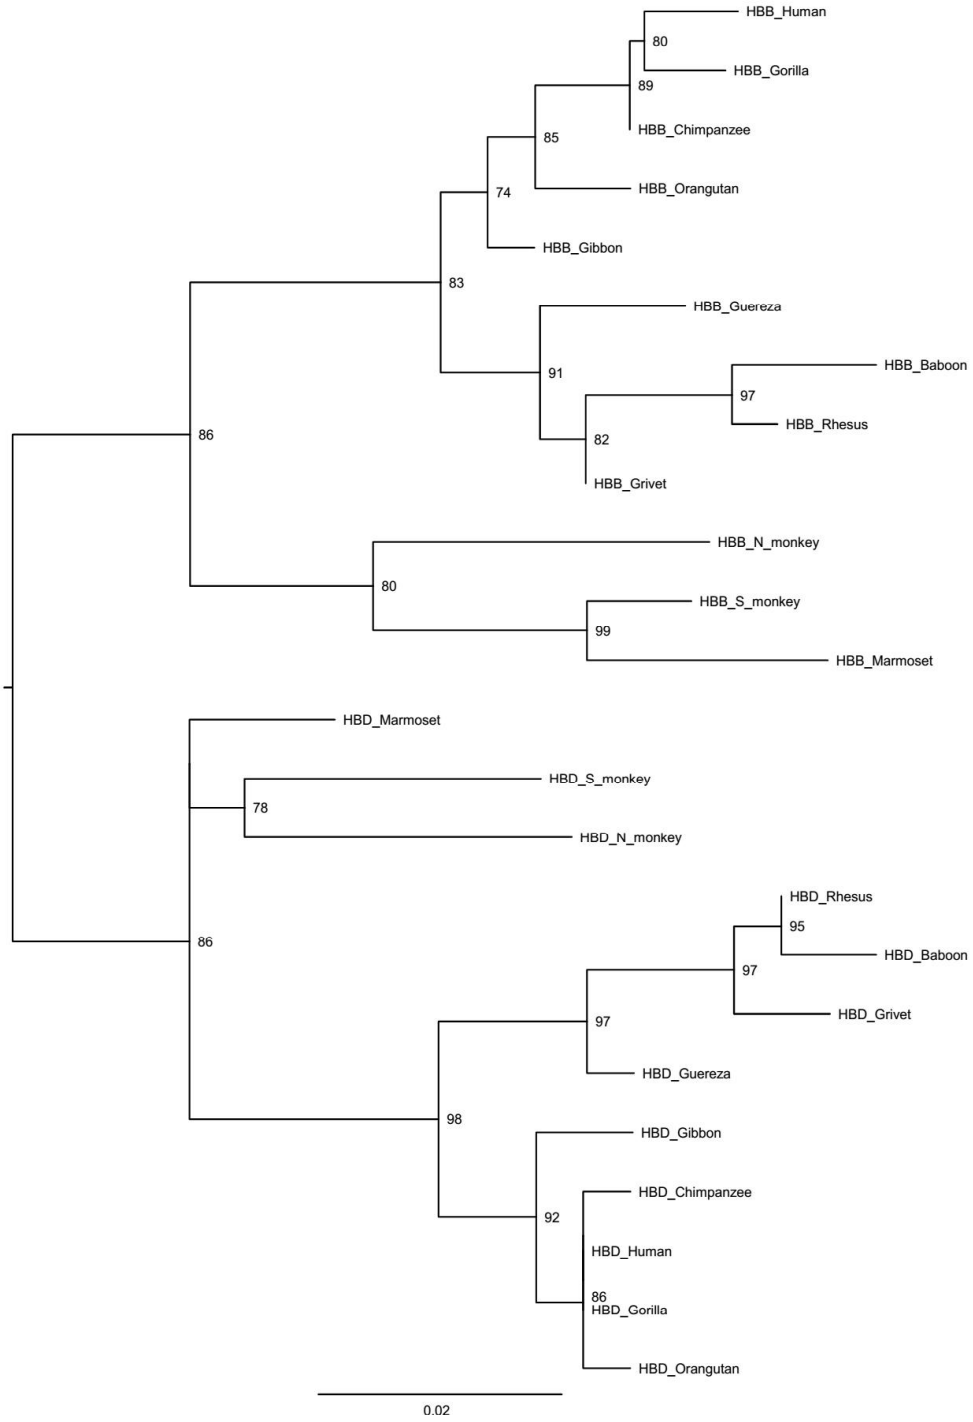 HBB_Human
80
HBB_Gorilla
89
HBB_Chimpanzee
85
HBB_Orangutan
74
HBB_Gibbon
83
HBB_Guereza
HBB_Baboon
91
97
HBB_Rhesus
82
86
HBB_Grivet
HBB_N_monkey
80
HBB_S_monkey
99
HBB_Marmoset
HBD_Marmoset
HBD_S_monkey
78
HBD_N_monkey
HBD_Rhesus
95
86
HBD_Baboon
97
HBD_Grivet
97
HBD_Guereza
98
HBD_Gibbon
HBD_Chimpanzee
92
HBD_Human
86
HBD_Gorilla
HBD_Orangutan
0.02